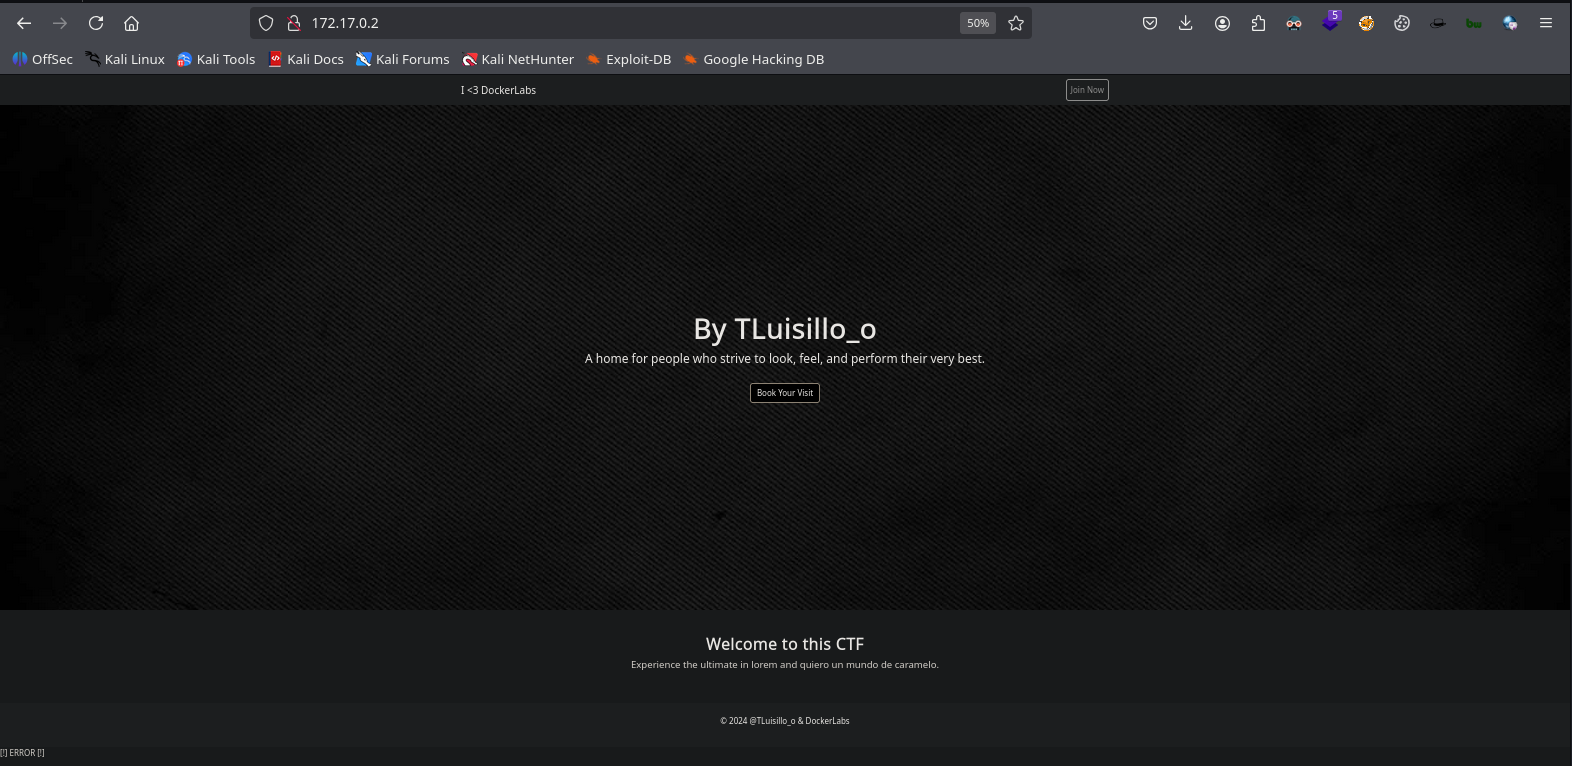 172.17.0.2 50% 5
OffSec Kali Linux Kali Tools Kali Docs Kali Forums Kali NetHunter Exploit-DB Google Hacking DB
I <3 DockerLabs Join Now
By TLuisillo_o
A home for people who strive to look, feel, and perform their very best.
Book Your Visit
Welcome to this CTF
Experience the ultimate in lorem and quiero un mundo de caramelo.
© 2024 @TLuisillo_o & DockerLabs
[!] ERROR [!]